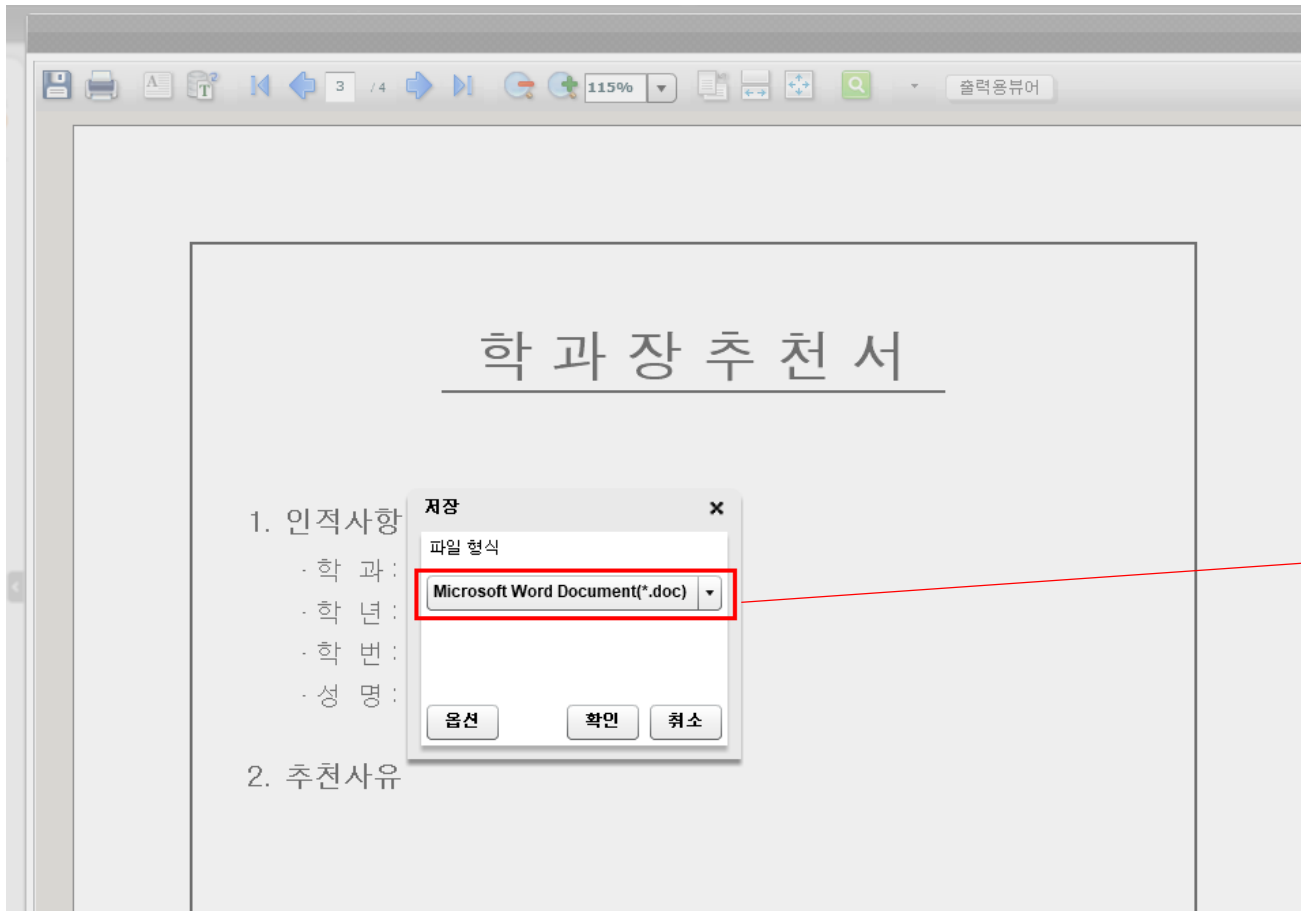 3 /4 115% 출력용뷰어
학과장추천서
1. 인적사항
· 학 과 :
· 학 년 :
· 학 번 :
· 성 명 :
2. 추천사유
저장
파일 형식
Microsoft Word Document(*.doc)
옵션 확인 취소